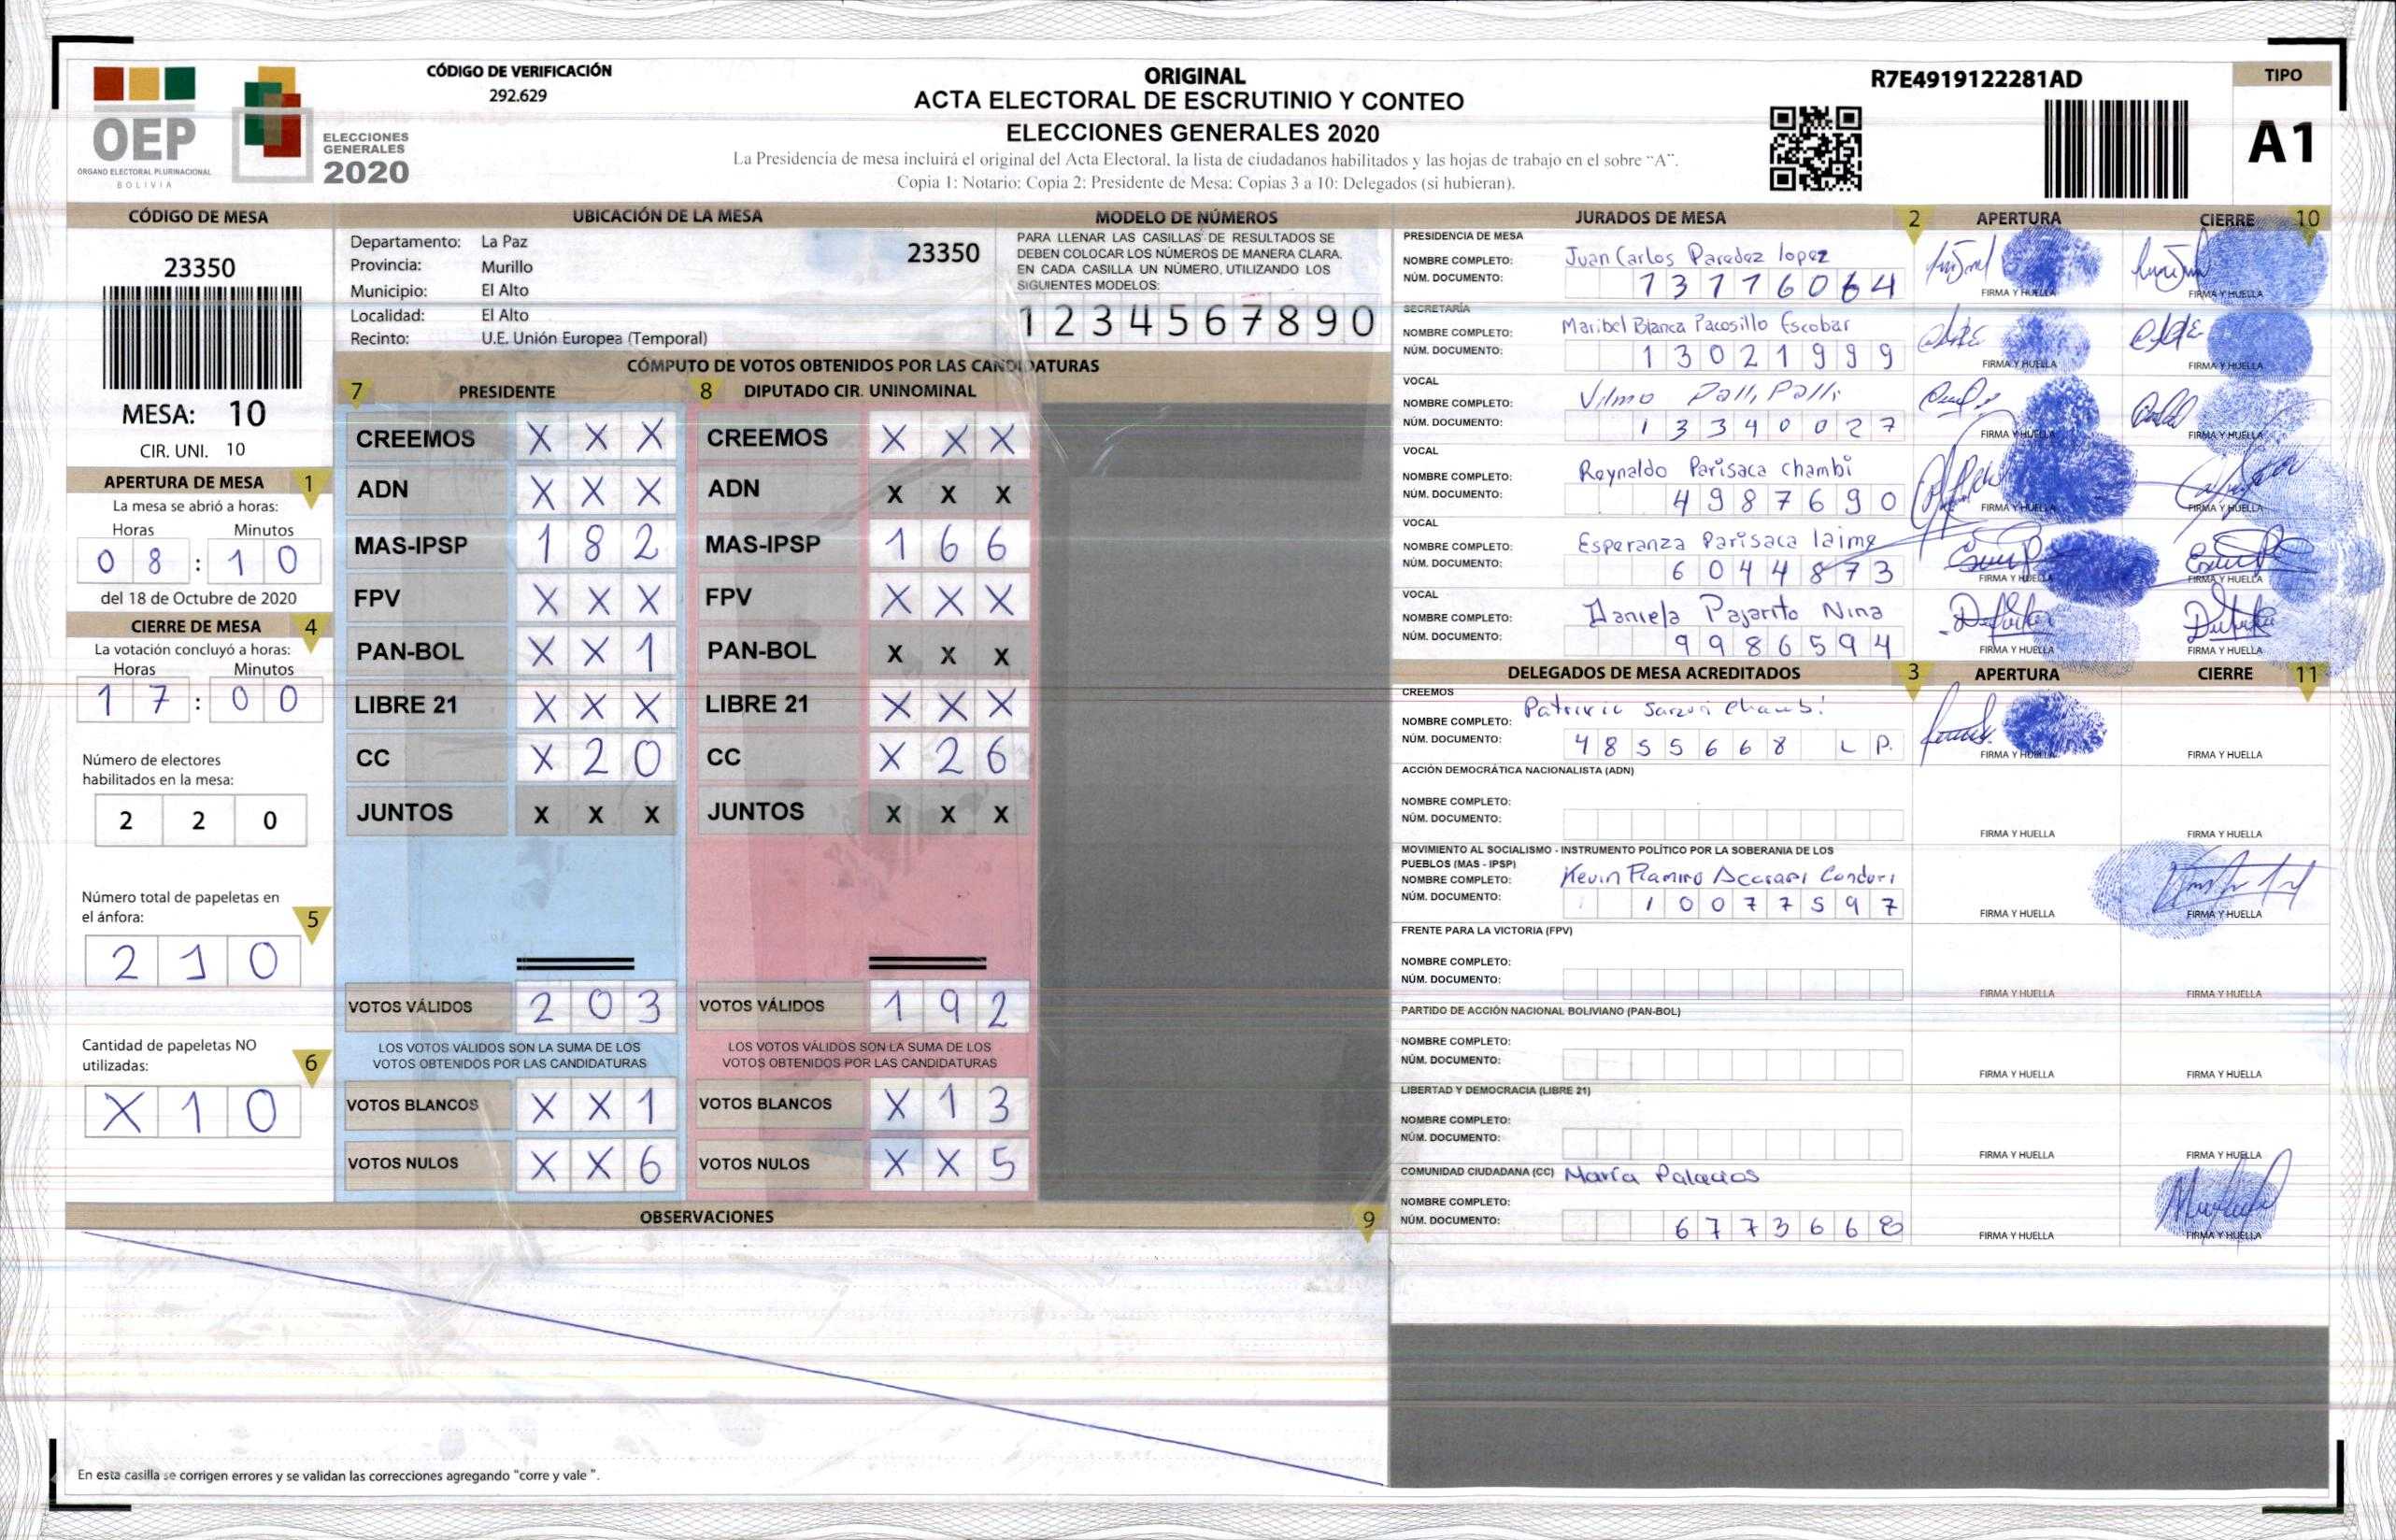 OEP
ÓRGANO ELECTORAL PLURINACIONAL
BOLIVIA
ELECCIONES
GENERALES
2020
CÓDIGO DE VERIFICACIÓN
292.629
ORIGINAL
ACTA ELECTORAL DE ESCRUTINIO Y CONTEO
ELECCIONES GENERALES 2020
La Presidencia de mesa incluirá el original del Acta Electoral, la lista de ciudadanos habilitados y las hojas de trabajo en el sobre "A".
Copia 1: Notario; Copia 2: Presidente de Mesa; Copias 3 a 10: Delegados (si hubieran).
R7E4919122281AD
TIPO
A1
CÓDIGO DE MESA
23350
MESA: 10
CIR. UNI. 10
APERTURA DE MESA 1
La mesa se abrió a horas:
Horas Minutos
0 8 : 1 0
del 18 de Octubre de 2020
CIERRE DE MESA 4
La votación concluyó a horas:
Horas Minutos
1 7 : 0 0
Número de electores
habilitados en la mesa:
2 2 0
Número total de papeletas en
el ánfora: 5
2 1 0
Cantidad de papeletas NO
utilizadas: 6
X 1 0
UBICACIÓN DE LA MESA
Departamento: La Paz 23350
Provincia: Murillo
Municipio: El Alto
Localidad: El Alto
Recinto: U.E. Unión Europea (Temporal)
MODELO DE NÚMEROS
PARA LLENAR LAS CASILLAS DE RESULTADOS SE
DEBEN COLOCAR LOS NÚMEROS DE MANERA CLARA.
EN CADA CASILLA UN NÚMERO, UTILIZANDO LOS
SIGUIENTES MODELOS:
1 2 3 4 5 6 7 8 9 0
CÓMPUTO DE VOTOS OBTENIDOS POR LAS CANDIDATURAS
7 PRESIDENTE 8 DIPUTADO CIR. UNINOMINAL
CREEMOS X X X CREEMOS X X X
ADN X X X ADN X X X
MAS-IPSP 1 8 2 MAS-IPSP 1 6 6
FPV X X X FPV X X X
PAN-BOL X X 1 PAN-BOL X X X
LIBRE 21 X X X LIBRE 21 X X X
CC X 2 0 CC X 2 6
JUNTOS X X X JUNTOS X X X
VOTOS VÁLIDOS 2 0 3 VOTOS VÁLIDOS 1 9 2
LOS VOTOS VÁLIDOS SON LA SUMA DE LOS LOS VOTOS VÁLIDOS SON LA SUMA DE LOS
VOTOS OBTENIDOS POR LAS CANDIDATURAS VOTOS OBTENIDOS POR LAS CANDIDATURAS
VOTOS BLANCOS X X 1 VOTOS BLANCOS X 1 3
VOTOS NULOS X X 6 VOTOS NULOS X X 5
OBSERVACIONES 9
En esta casilla se corrigen errores y se validan las correcciones agregando "corre y vale ".
JURADOS DE MESA 2 APERTURA CIERRE 10
PRESIDENCIA DE MESA
NOMBRE COMPLETO: Juan Carlos Paredez lopez
NÚM. DOCUMENTO: 1 3 7 7 6 0 6 4 FIRMA Y HUELLA FIRMA Y HUELLA
SECRETARÍA
NOMBRE COMPLETO: Maribel Blanca Pacosillo Escobar
NÚM. DOCUMENTO: 1 3 0 2 1 9 9 9 FIRMA Y HUELLA FIRMA Y HUELLA
VOCAL
NOMBRE COMPLETO: Vilmo Palli Palli
NÚM. DOCUMENTO: 1 3 3 4 0 0 2 7 FIRMA Y HUELLA FIRMA Y HUELLA
VOCAL
NOMBRE COMPLETO: Reynaldo Parisaca chambi
NÚM. DOCUMENTO: 4 9 8 7 6 9 0 FIRMA Y HUELLA FIRMA Y HUELLA
VOCAL
NOMBRE COMPLETO: Esperanza Parisaca laime
NÚM. DOCUMENTO: 6 0 4 4 8 7 3 FIRMA Y HUELLA FIRMA Y HUELLA
VOCAL
NOMBRE COMPLETO: Daniela Pajarito Nina
NÚM. DOCUMENTO: 9 9 8 6 5 9 4 FIRMA Y HUELLA FIRMA Y HUELLA
DELEGADOS DE MESA ACREDITADOS 3 APERTURA CIERRE 11
CREEMOS
NOMBRE COMPLETO: Patricia Sarzuri Chambi
NÚM. DOCUMENTO: 4 8 5 5 6 6 8 L P. FIRMA Y HUELLA FIRMA Y HUELLA
ACCIÓN DEMOCRÁTICA NACIONALISTA (ADN)
NOMBRE COMPLETO:
NÚM. DOCUMENTO: FIRMA Y HUELLA FIRMA Y HUELLA
MOVIMIENTO AL SOCIALISMO - INSTRUMENTO POLÍTICO POR LA SOBERANIA DE LOS
PUEBLOS (MAS - IPSP)
NOMBRE COMPLETO: Kevin Ramiro Accarapi Condori
NÚM. DOCUMENTO: 1 0 0 7 7 5 9 7 FIRMA Y HUELLA FIRMA Y HUELLA
FRENTE PARA LA VICTORIA (FPV)
NOMBRE COMPLETO:
NÚM. DOCUMENTO: FIRMA Y HUELLA FIRMA Y HUELLA
PARTIDO DE ACCIÓN NACIONAL BOLIVIANO (PAN-BOL)
NOMBRE COMPLETO:
NÚM. DOCUMENTO: FIRMA Y HUELLA FIRMA Y HUELLA
LIBERTAD Y DEMOCRACIA (LIBRE 21)
NOMBRE COMPLETO:
NÚM. DOCUMENTO: FIRMA Y HUELLA FIRMA Y HUELLA
COMUNIDAD CIUDADANA (CC) María Palacios
NOMBRE COMPLETO:
NÚM. DOCUMENTO: 6 7 7 3 6 6 8 FIRMA Y HUELLA FIRMA Y HUELLA